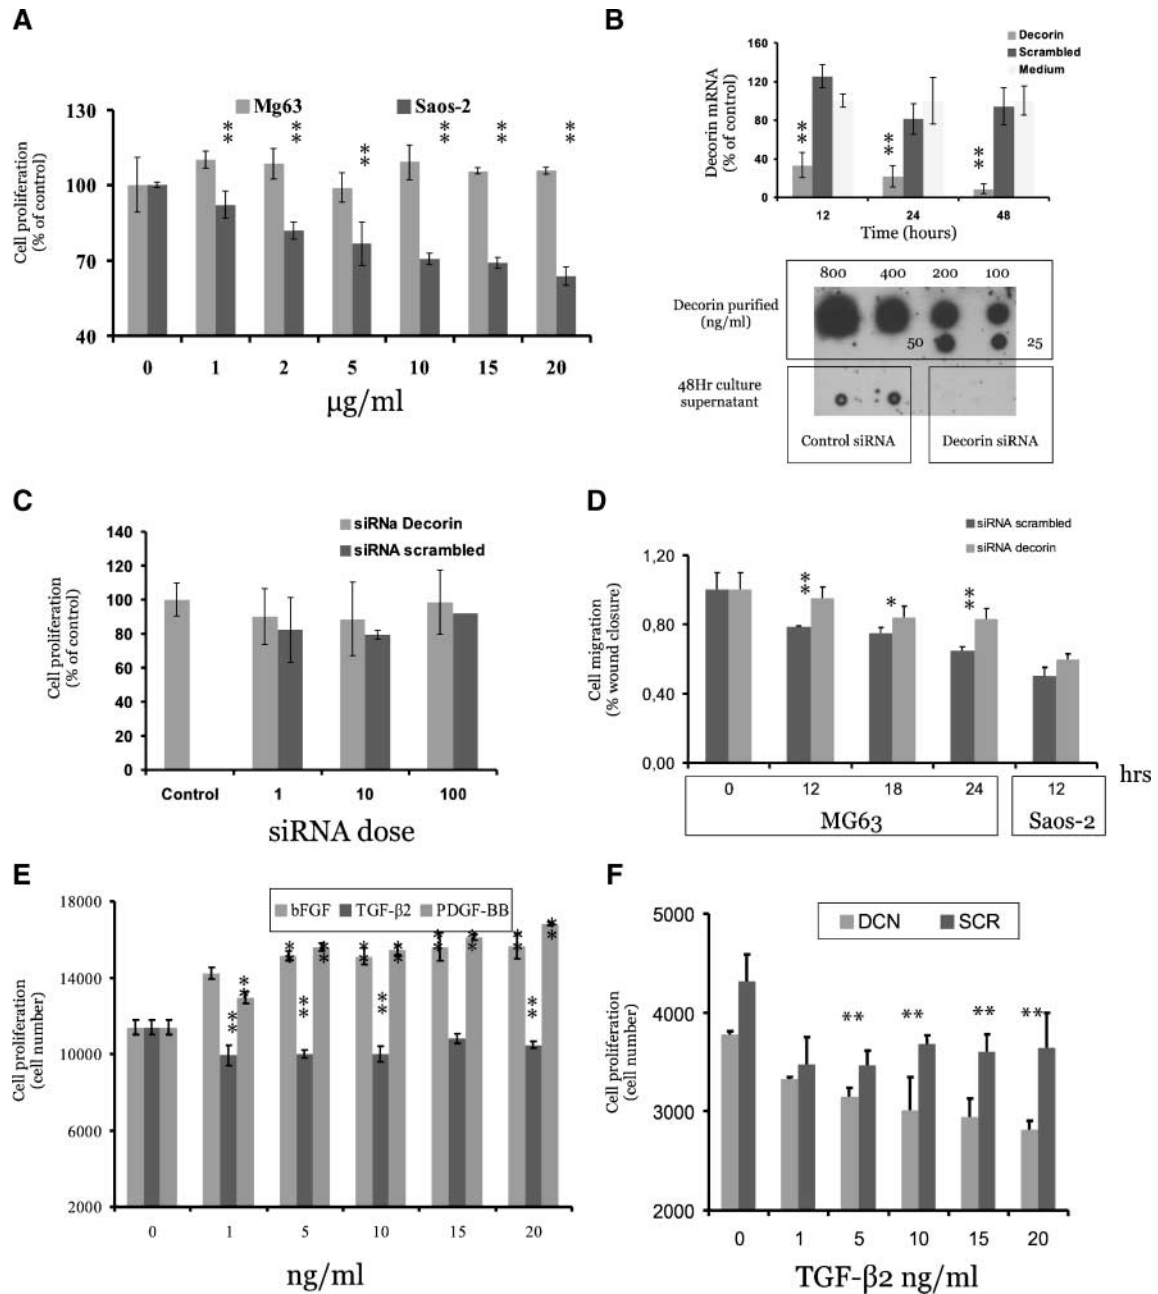 A
Mg63
Saos-2
Cell proliferation
(% of control)
130
100
70
40
**
**
**
**
**
**
0 1 2 5 10 15 20
µg/ml
B
Decorin
Scrambled
Medium
Decorin mRNA
(% of control)
160
120
80
40
0
**
**
**
12 24 48
Time (hours)
800 400 200 100
Decorin purified
(ng/ml)
50 25
48Hr culture
supernatant
Control siRNA
Decorin siRNA
C
siRNa Decorin
siRNA scrambled
Cell proliferation
(% of control)
140
120
100
80
60
40
20
0
Control 1 10 100
siRNA dose
D
siRNA scrambled
siRNA decorin
Cell migration
(% wound closure)
1,20
0,80
0,40
0,00
**
*
**
0 12 18 24 12
hrs
MG63
Saos-2
E
bFGF TGF-β2 PDGF-BB
Cell proliferation
(cell number)
18000
14000
10000
6000
2000
** ** ** ** ** ** ** **
** ** ** ** **
0 1 5 10 15 20
ng/ml
F
DCN SCR
Cell proliferation
(cell number)
5000
4000
3000
2000
** ** ** **
0 1 5 10 15 20
TGF-β2 ng/ml